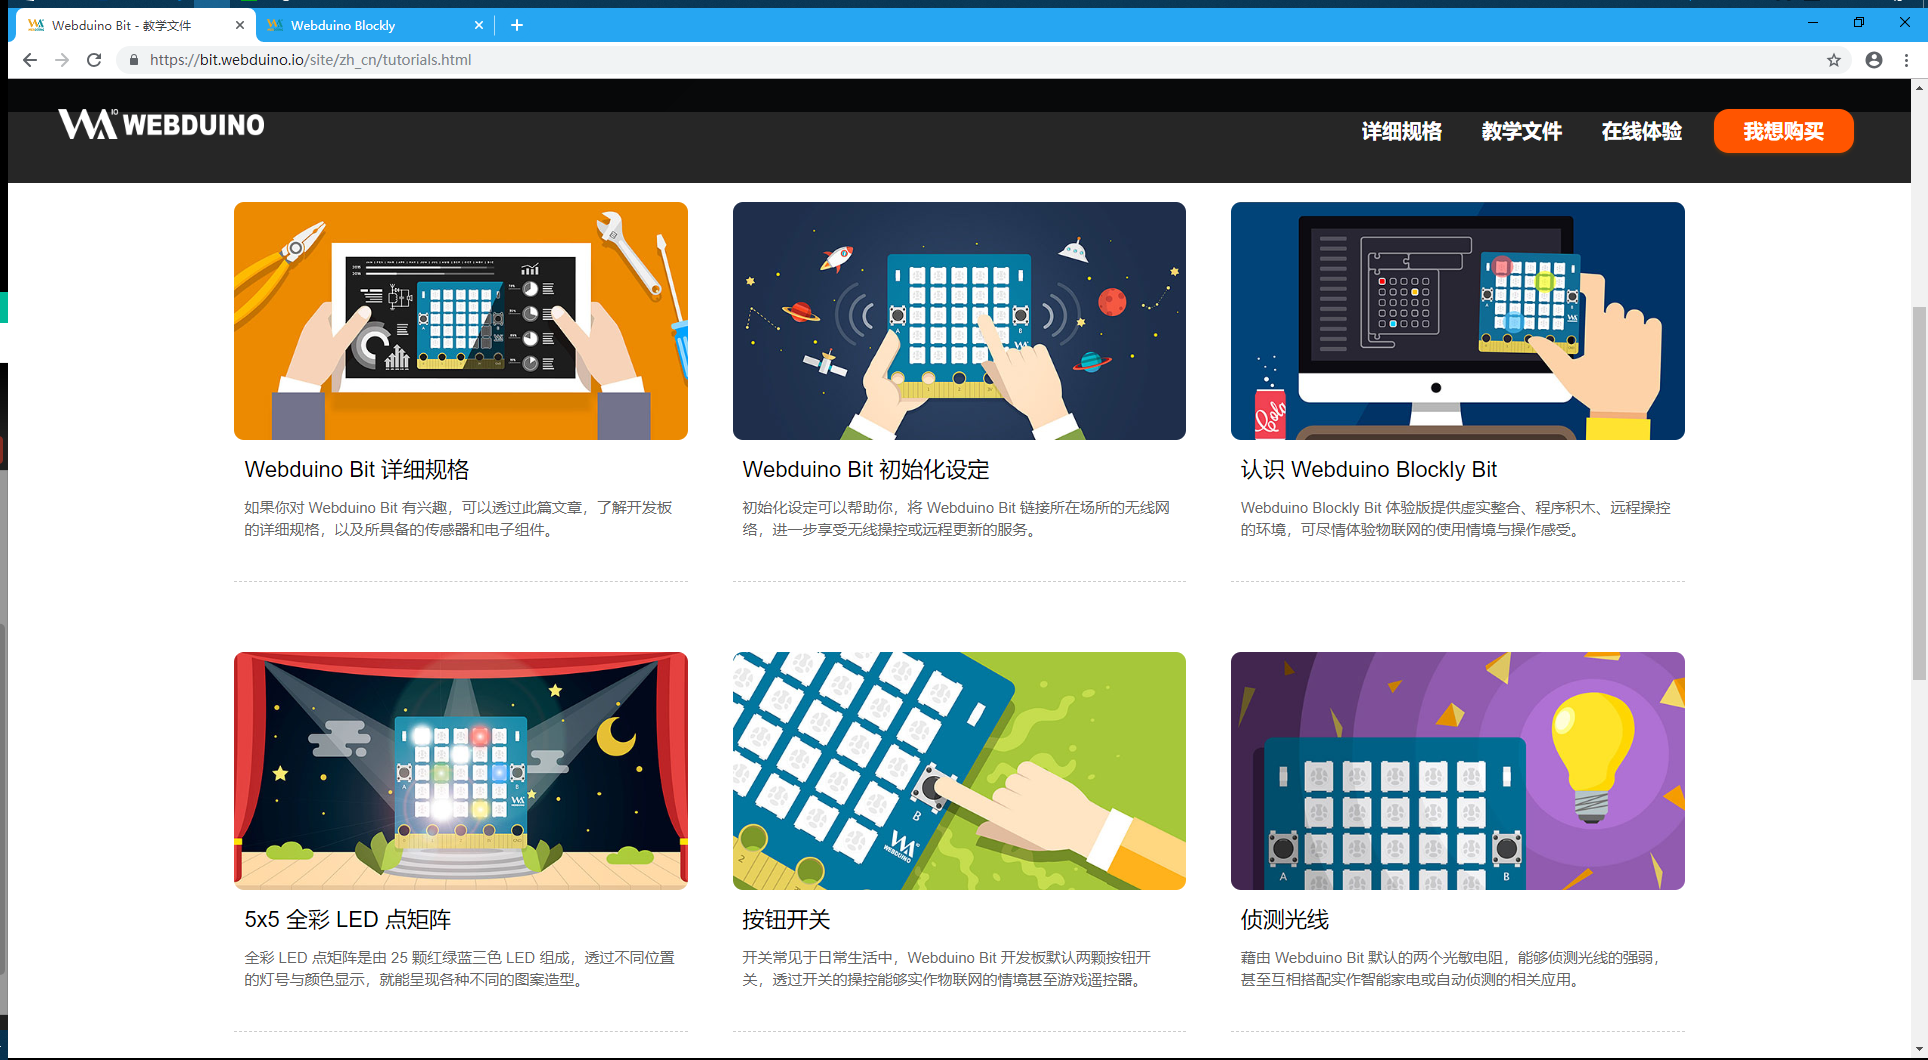 Webduino Bit - 教学文件
Webduino Blockly
https://bit.webduino.io/site/zh_cn/tutorials.html
WEBDUINO
详细规格
教学文件
在线体验
我想购买
Webduino Bit 详细规格
如果你对 Webduino Bit 有兴趣，可以透过此篇文章，了解开发板
的详细规格，以及所具备的传感器和电子组件。
Webduino Bit 初始化设定
初始化设定可以帮助你，将 Webduino Bit 链接所在场所的无线网
络，进一步享受无线操控或远程更新的服务。
Qola
认识 Webduino Blockly Bit
Webduino Blockly Bit 体验版提供虚实整合、程序积木、远程操控
的环境，可尽情体验物联网的使用情境与操作感受。
5x5 全彩 LED 点矩阵
全彩 LED 点矩阵是由 25 颗红绿蓝三色 LED 组成，透过不同位置
的灯号与颜色显示，就能呈现各种不同的图案造型。
B
WEBDUINO
2
按钮开关
开关常见于日常生活中，Webduino Bit 开发板默认两颗按钮开
关，透过开关的操控能够实作物联网的情境甚至游戏遥控器。
A
B
侦测光线
藉由 Webduino Bit 默认的两个光敏电阻，能够侦测光线的强弱，
甚至互相搭配实作智能家电或自动侦测的相关应用。